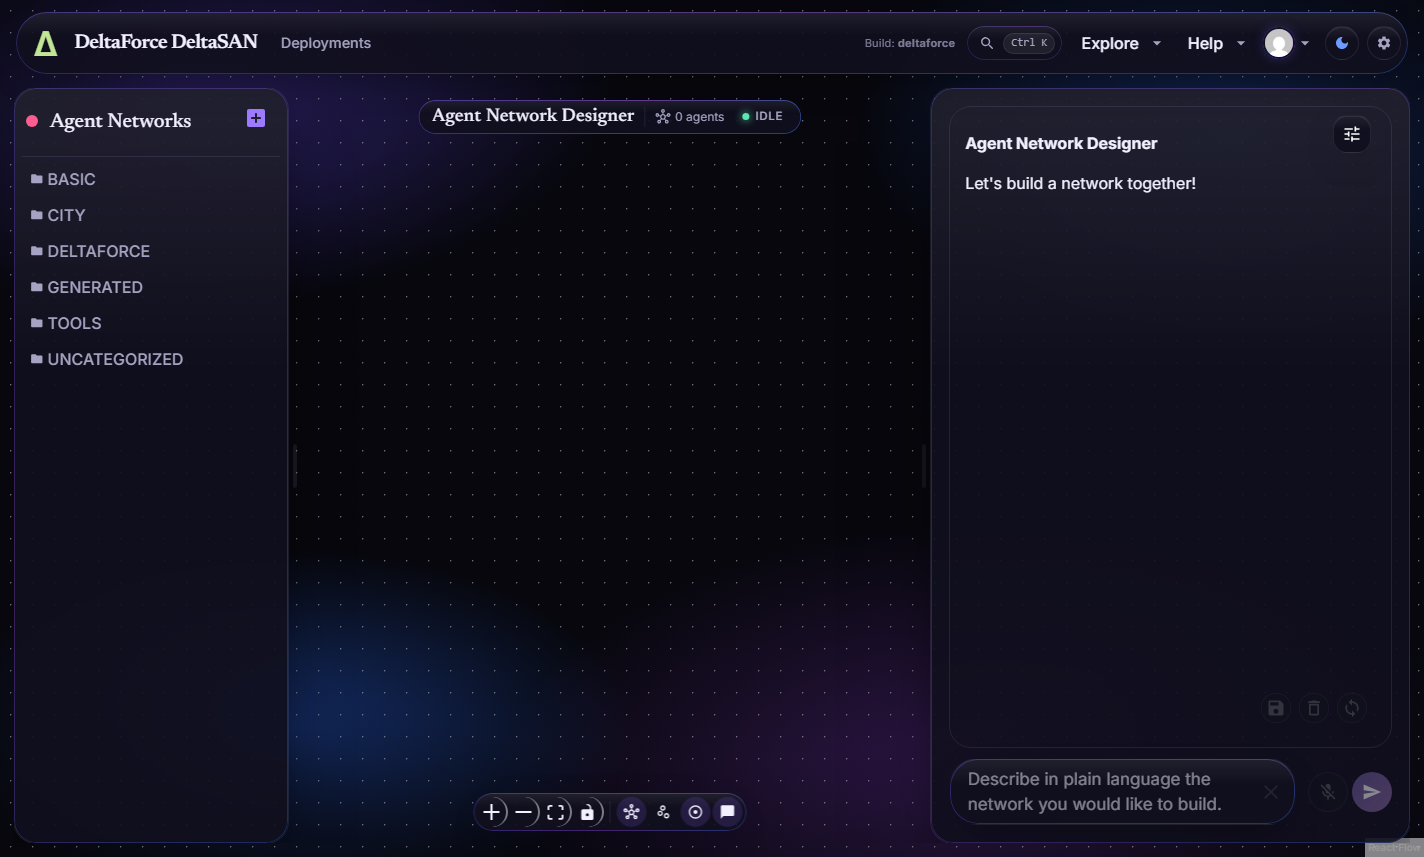 DeltaForce DeltaSAN
Deployments
Build: deltaforce
Ctrl K
Explore
Help
Agent Networks
BASIC
CITY
DELTAFORCE
GENERATED
TOOLS
UNCATEGORIZED
Agent Network Designer
0 agents
IDLE
Agent Network Designer
Let's build a network together!
Describe in plain language the
network you would like to build.
React Flow